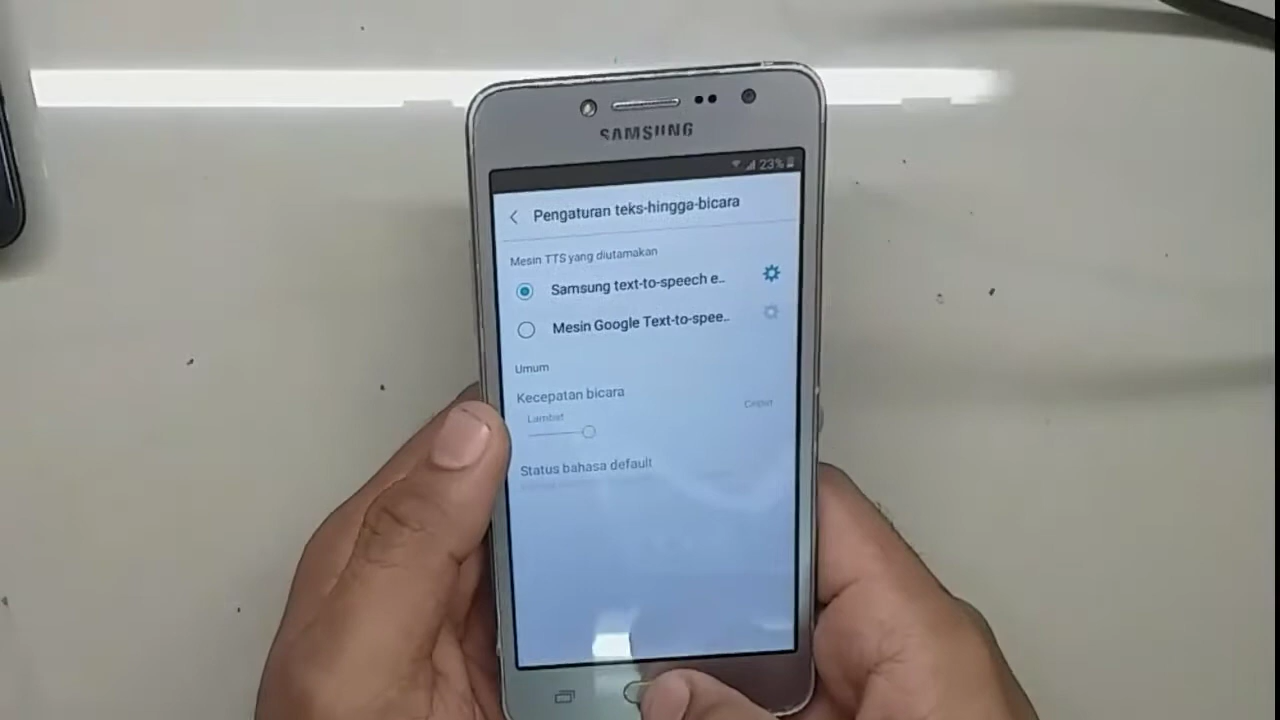 SAMSUNG
23%
Pengaturan teks-hingga-bicara
Mesin TTS yang diutamakan
Samsung text-to-speech e..
Mesin Google Text-to-spee..
Umum
Kecepatan bicara
Lambat
Cepat
Status bahasa default